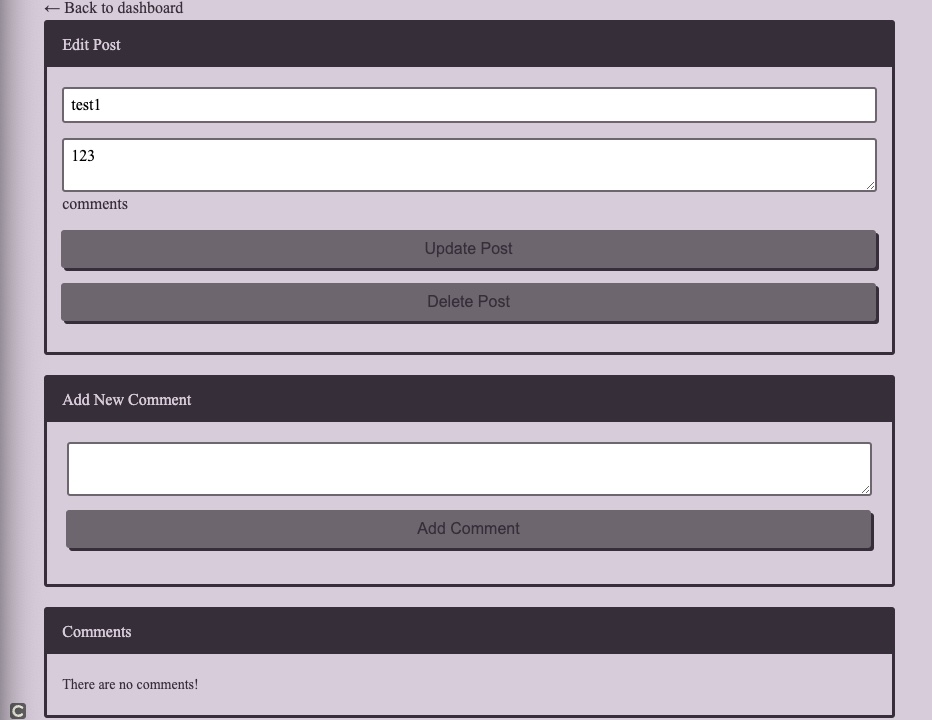 ← Back to dashboard
Edit Post
test1
123
comments
Update Post
Delete Post
Add New Comment
Add Comment
Comments
There are no comments!
C